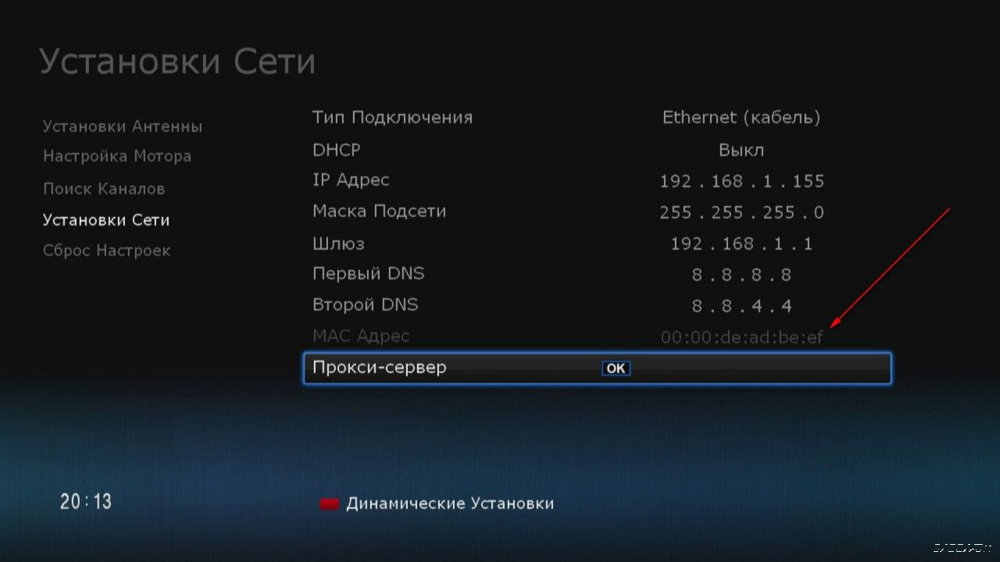 Установки Сети
Установки Антенны
Настройка Мотора
Поиск Каналов
Установки Сети
Сброс Настроек
Тип Подключения Ethernet (кабель)
DHCP Выкл
IP Адрес 192 . 168 . 1 . 155
Маска Подсети 255 . 255 . 255 . 0
Шлюз 192 . 168 . 1 . 1
Первый DNS 8 . 8 . 8 . 8
Второй DNS 8 . 8 . 4 . 4
MAC Адрес 00:00:de:ad:be:ef
Прокси-сервер OK
20:13
Динамические Установки